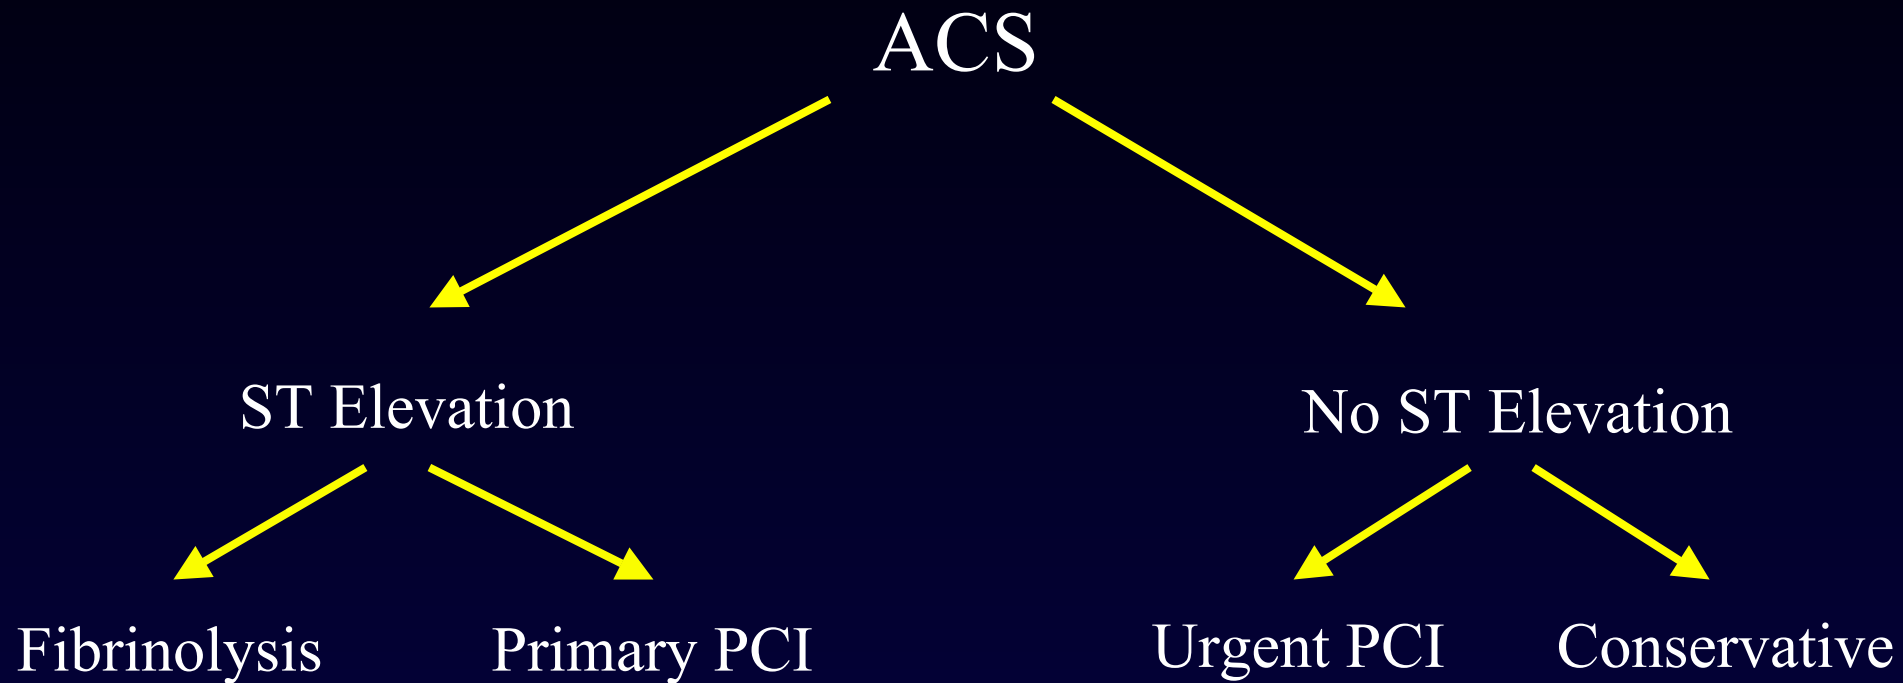 ACS
ST Elevation
No ST Elevation
Fibrinolysis
Primary PCI
Urgent PCI
Conservative